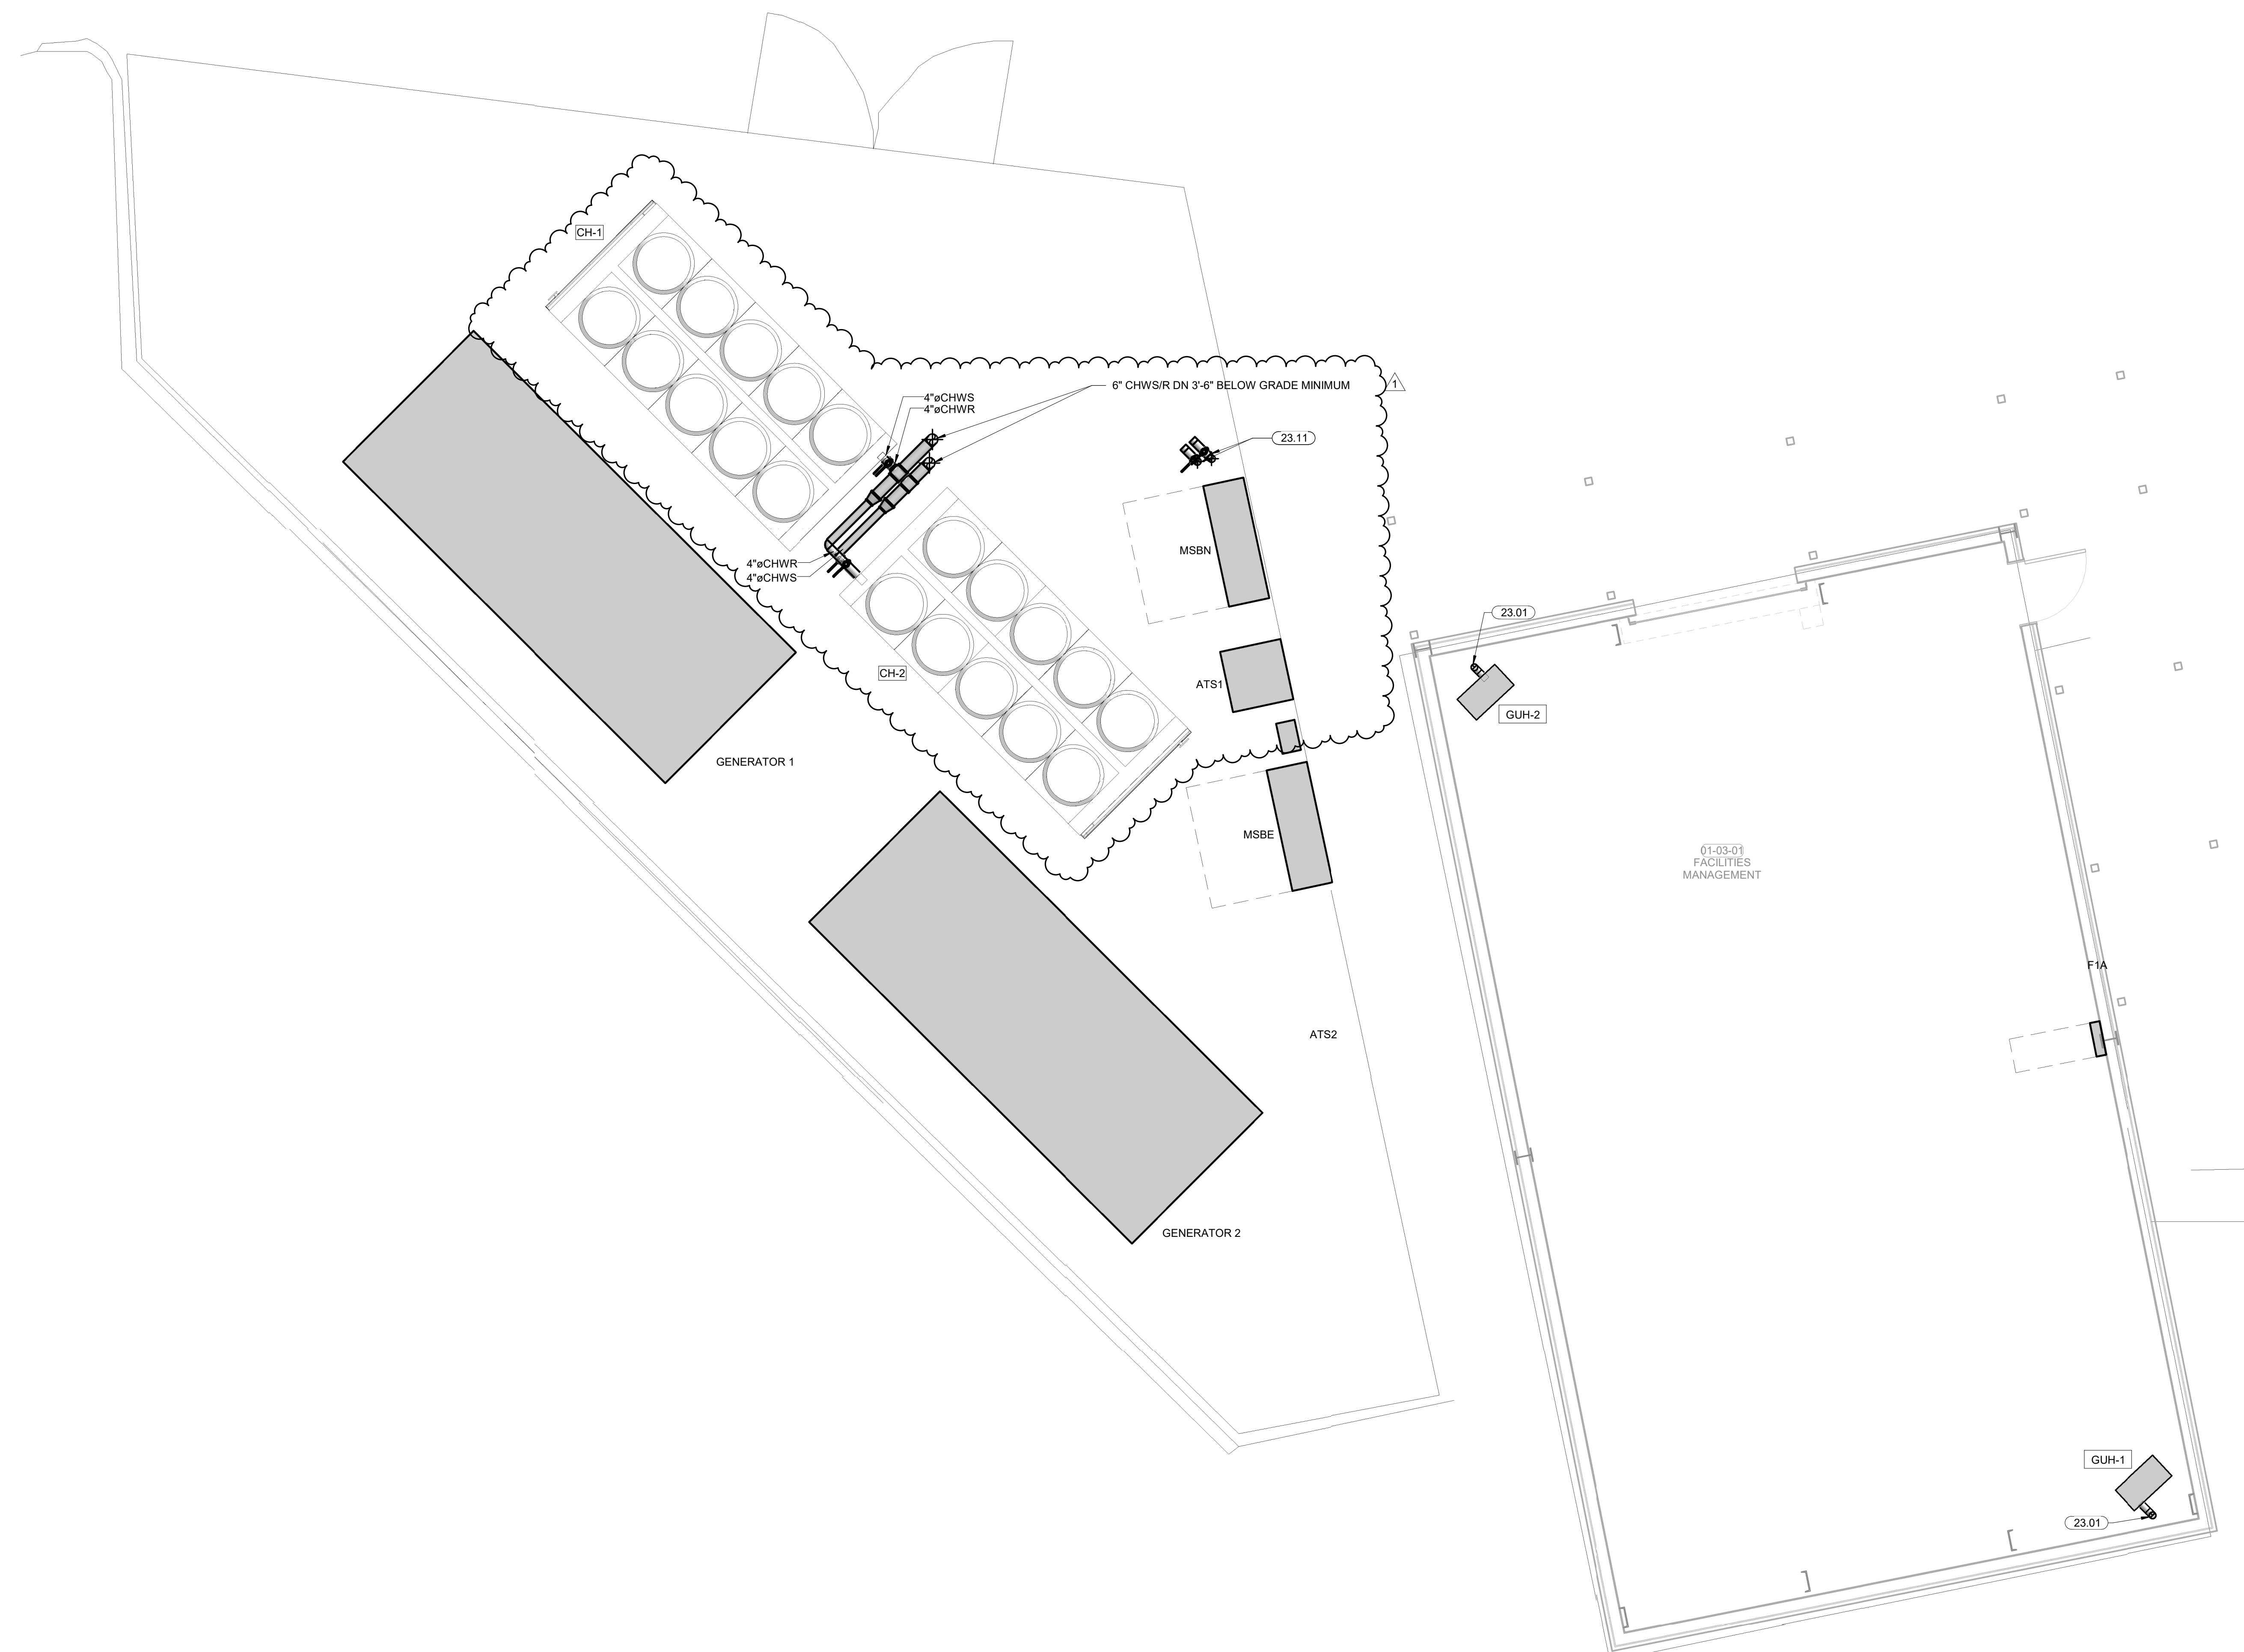 CH-1
6" CHWS/R DN 3'-6" BELOW GRADE MINIMUM
1
4"øCHWS
4"øCHWR
23.11
MSBN
4"øCHWR
4"øCHWS
23.01
CH-2
ATS1
GUH-2
GENERATOR 1
MSBE
01-03-01
FACILITIES
MANAGEMENT
F1A
ATS2
GENERATOR 2
GUH-1
23.01